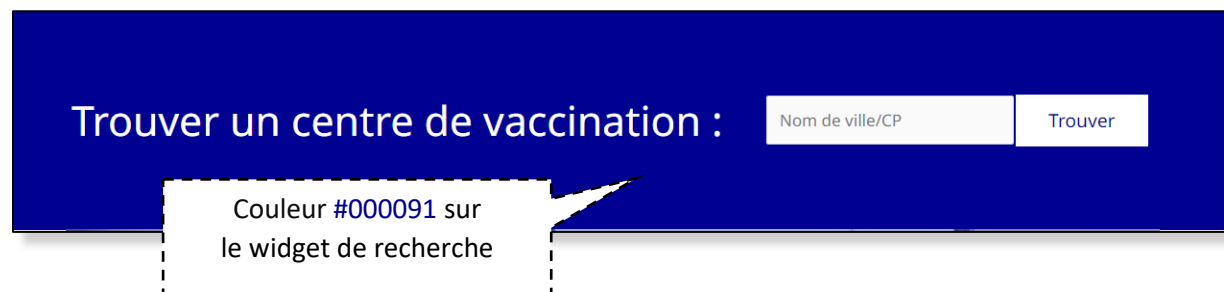 Trouver un centre de vaccination :
Nom de ville/CP
Trouver
Couleur #000091 sur
le widget de recherche